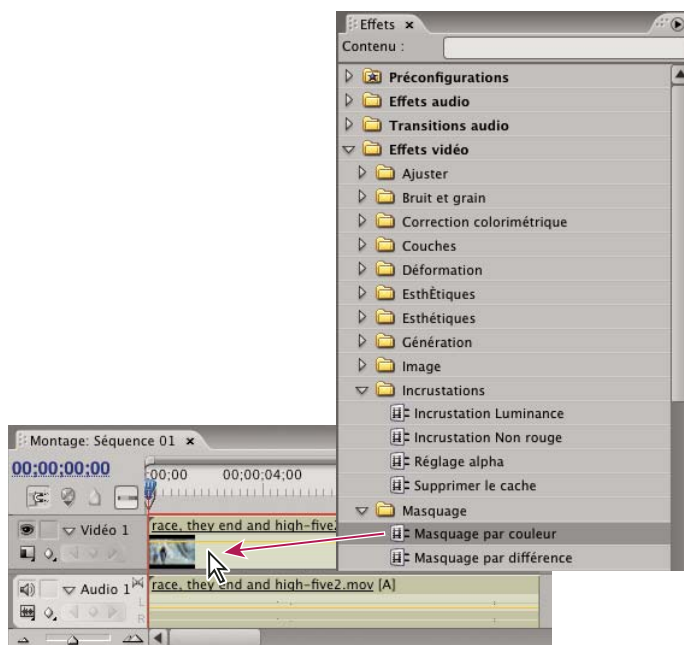 Effets ×
Contenu :
Préconfigurations
Effets audio
Transitions audio
Effets vidéo
Ajuster
Bruit et grain
Correction colorimétrique
Couches
Déformation
EsthÈtiques
Esthétiques
Génération
Image
Incrustations
Incrustation Luminance
Incrustation Non rouge
Réglage alpha
Supprimer le cache
Masquage
Masquage par couleur
Masquage par différence
Montage: Séquence 01 ×
00;00;00;00
:00;00 00;00;04;00
Vidéo 1
race, they end and high-five2
Audio 1
race, they end and high-five2.mov [A]
L
R